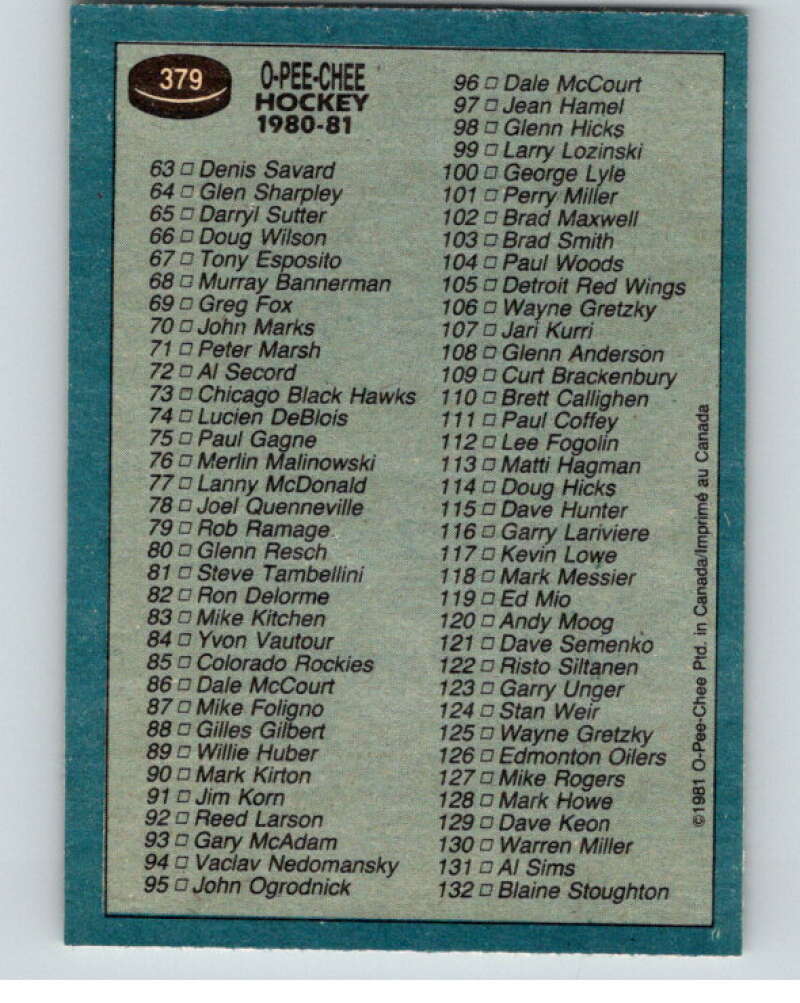 379
O-PEE-CHEE
HOCKEY
1980-81
63 □ Denis Savard
64 □ Glen Sharpley
65 □ Darryl Sutter
66 □ Doug Wilson
67 □ Tony Esposito
68 □ Murray Bannerman
69 □ Greg Fox
70 □ John Marks
71 □ Peter Marsh
72 □ Al Secord
73 □ Chicago Black Hawks
74 □ Lucien DeBlois
75 □ Paul Gagne
76 □ Merlin Malinowski
77 □ Lanny McDonald
78 □ Joel Quenneville
79 □ Rob Ramage
80 □ Glenn Resch
81 □ Steve Tambellini
82 □ Ron Delorme
83 □ Mike Kitchen
84 □ Yvon Vautour
85 □ Colorado Rockies
86 □ Dale McCourt
87 □ Mike Foligno
88 □ Gilles Gilbert
89 □ Willie Huber
90 □ Mark Kirton
91 □ Jim Korn
92 □ Reed Larson
93 □ Gary McAdam
94 □ Vaclav Nedomansky
95 □ John Ogrodnick
96 □ Dale McCourt
97 □ Jean Hamel
98 □ Glenn Hicks
99 □ Larry Lozinski
100 □ George Lyle
101 □ Perry Miller
102 □ Brad Maxwell
103 □ Brad Smith
104 □ Paul Woods
105 □ Detroit Red Wings
106 □ Wayne Gretzky
107 □ Jari Kurri
108 □ Glenn Anderson
109 □ Curt Brackenbury
110 □ Brett Callighen
111 □ Paul Coffey
112 □ Lee Fogolin
113 □ Matti Hagman
114 □ Doug Hicks
115 □ Dave Hunter
116 □ Garry Lariviere
117 □ Kevin Lowe
118 □ Mark Messier
119 □ Ed Mio
120 □ Andy Moog
121 □ Dave Semenko
122 □ Risto Siltanen
123 □ Garry Unger
124 □ Stan Weir
125 □ Wayne Gretzky
126 □ Edmonton Oilers
127 □ Mike Rogers
128 □ Mark Howe
129 □ Dave Keon
130 □ Warren Miller
131 □ Al Sims
132 □ Blaine Stoughton
©1981 O-Pee-Chee Ptd. in Canada/Imprimé au Canada